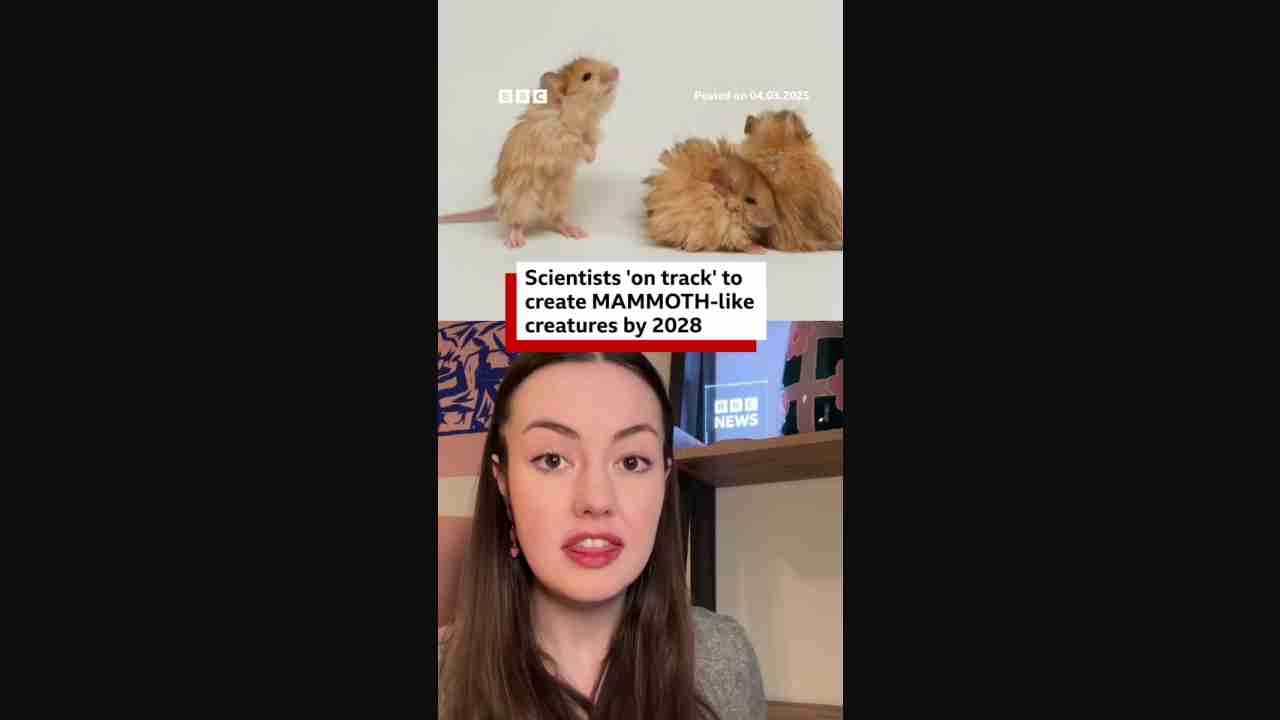 BBC
Posted on 04.03.2025
Scientists 'on track' to
create MAMMOTH-like
creatures by 2028
BBC
NEWS